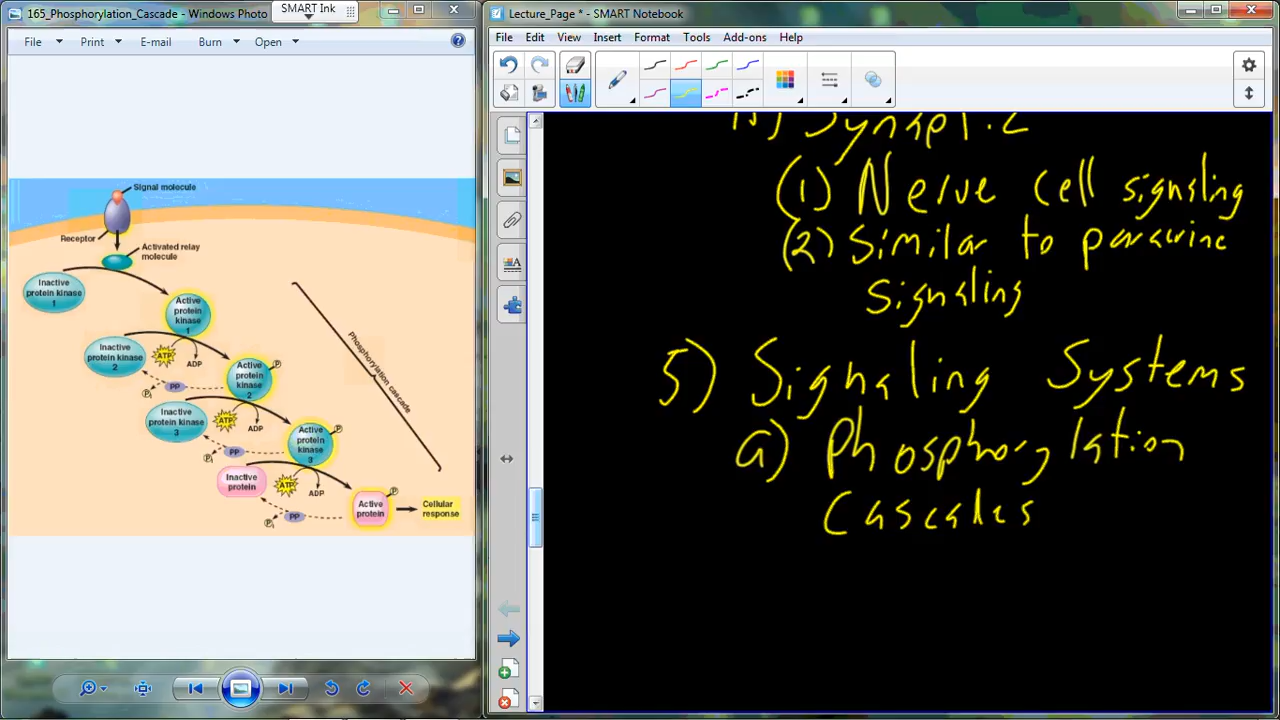 165_Phosphorylation_Cascade - Windows Photo
SMART Ink
File Print E-mail Burn Open
Signal molecule
Receptor
Activated relay
molecule
Inactive
protein kinase
1
Active
protein
kinase
1
Inactive
protein kinase
2
ATP
ADP
Active
protein
kinase
2
P
PP
Pi
Inactive
protein kinase
3
ATP
ADP
Active
protein
kinase
3
P
PP
Pi
Inactive
protein
ATP
ADP
Active
protein
P
PP
Pi
Cellular
response
Phosphorylation cascade
Lecture_Page * - SMART Notebook
File Edit View Insert Format Tools Add-ons Help
(1) Nerve cell signaling
(2) Similar to paracrine
signaling
5) Signaling Systems
a) Phosphorylation
Cascades